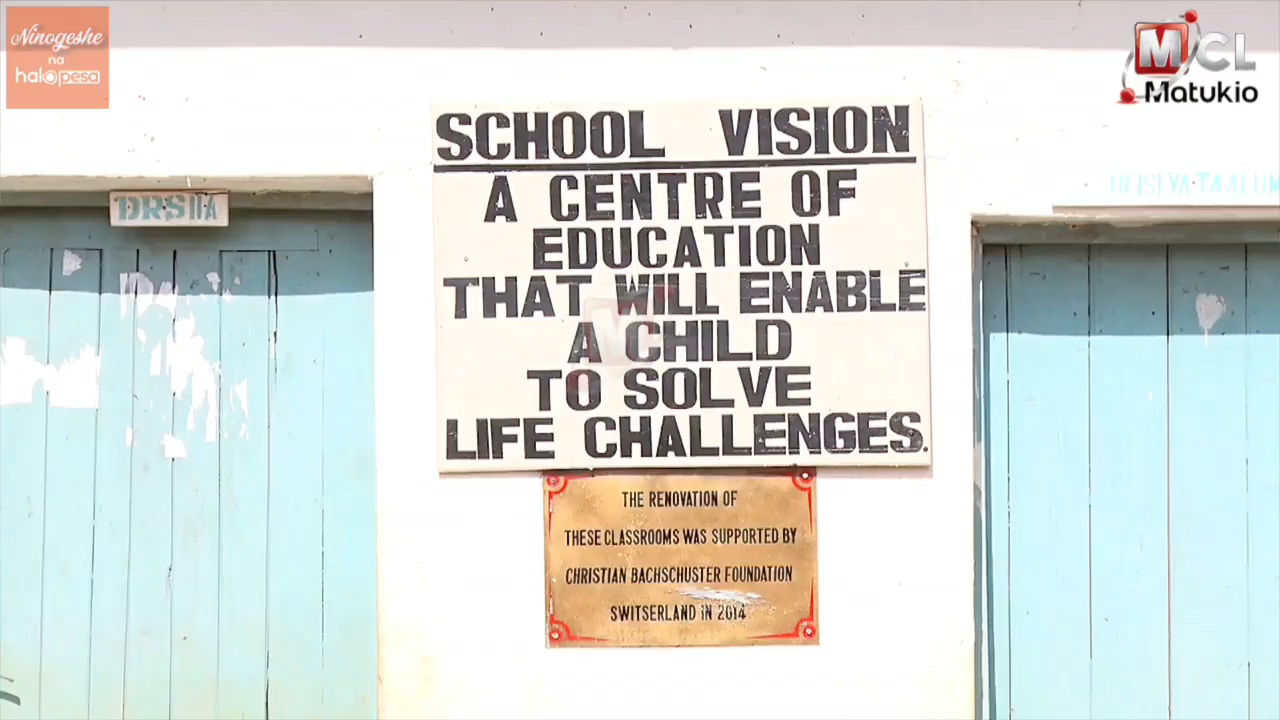 Ninogeshe
na
halopesa
MCL
Matukio
DRS IIA
SCHOOL VISION
A CENTRE OF
EDUCATION
THAT WILL ENABLE
A CHILD
TO SOLVE
LIFE CHALLENGES.
THE RENOVATION OF
THESE CLASSROOMS WAS SUPPORTED BY
CHRISTIAN BACHSCHUSTER FOUNDATION
SWITSERLAND IN 2014